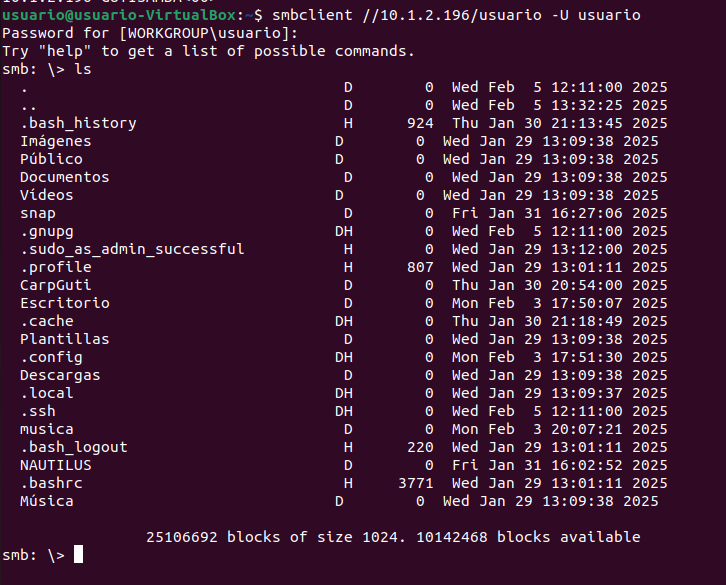 usuario@usuario-VirtualBox:~$ smbclient //10.1.2.196/usuario -U usuario
Password for [WORKGROUP\usuario]:
Try "help" to get a list of possible commands.
smb: \> ls
  .                                   D        0  Wed Feb  5 12:11:00 2025
  ..                                  D        0  Wed Feb  5 13:32:25 2025
  .bash_history                       H      924  Thu Jan 30 21:13:45 2025
  Imágenes                           D        0  Wed Jan 29 13:09:38 2025
  Público                            D        0  Wed Jan 29 13:09:38 2025
  Documentos                          D        0  Wed Jan 29 13:09:38 2025
  Vídeos                             D        0  Wed Jan 29 13:09:38 2025
  snap                                D        0  Fri Jan 31 16:27:06 2025
  .gnupg                             DH        0  Wed Feb  5 12:11:00 2025
  .sudo_as_admin_successful           H        0  Wed Jan 29 13:12:00 2025
  .profile                            H      807  Wed Jan 29 13:01:11 2025
  CarpGuti                            D        0  Thu Jan 30 20:54:00 2025
  Escritorio                          D        0  Mon Feb  3 17:50:07 2025
  .cache                             DH        0  Thu Jan 30 21:18:49 2025
  Plantillas                          D        0  Wed Jan 29 13:09:38 2025
  .config                            DH        0  Mon Feb  3 17:51:30 2025
  Descargas                           D        0  Wed Jan 29 13:09:38 2025
  .local                             DH        0  Wed Jan 29 13:09:37 2025
  .ssh                               DH        0  Wed Feb  5 12:11:00 2025
  musica                              D        0  Mon Feb  3 20:07:21 2025
  .bash_logout                        H      220  Wed Jan 29 13:01:11 2025
  NAUTILUS                            D        0  Fri Jan 31 16:02:52 2025
  .bashrc                             H     3771  Wed Jan 29 13:01:11 2025
  Música                             D        0  Wed Jan 29 13:09:38 2025
                25106692 blocks of size 1024. 10142468 blocks available
smb: \>